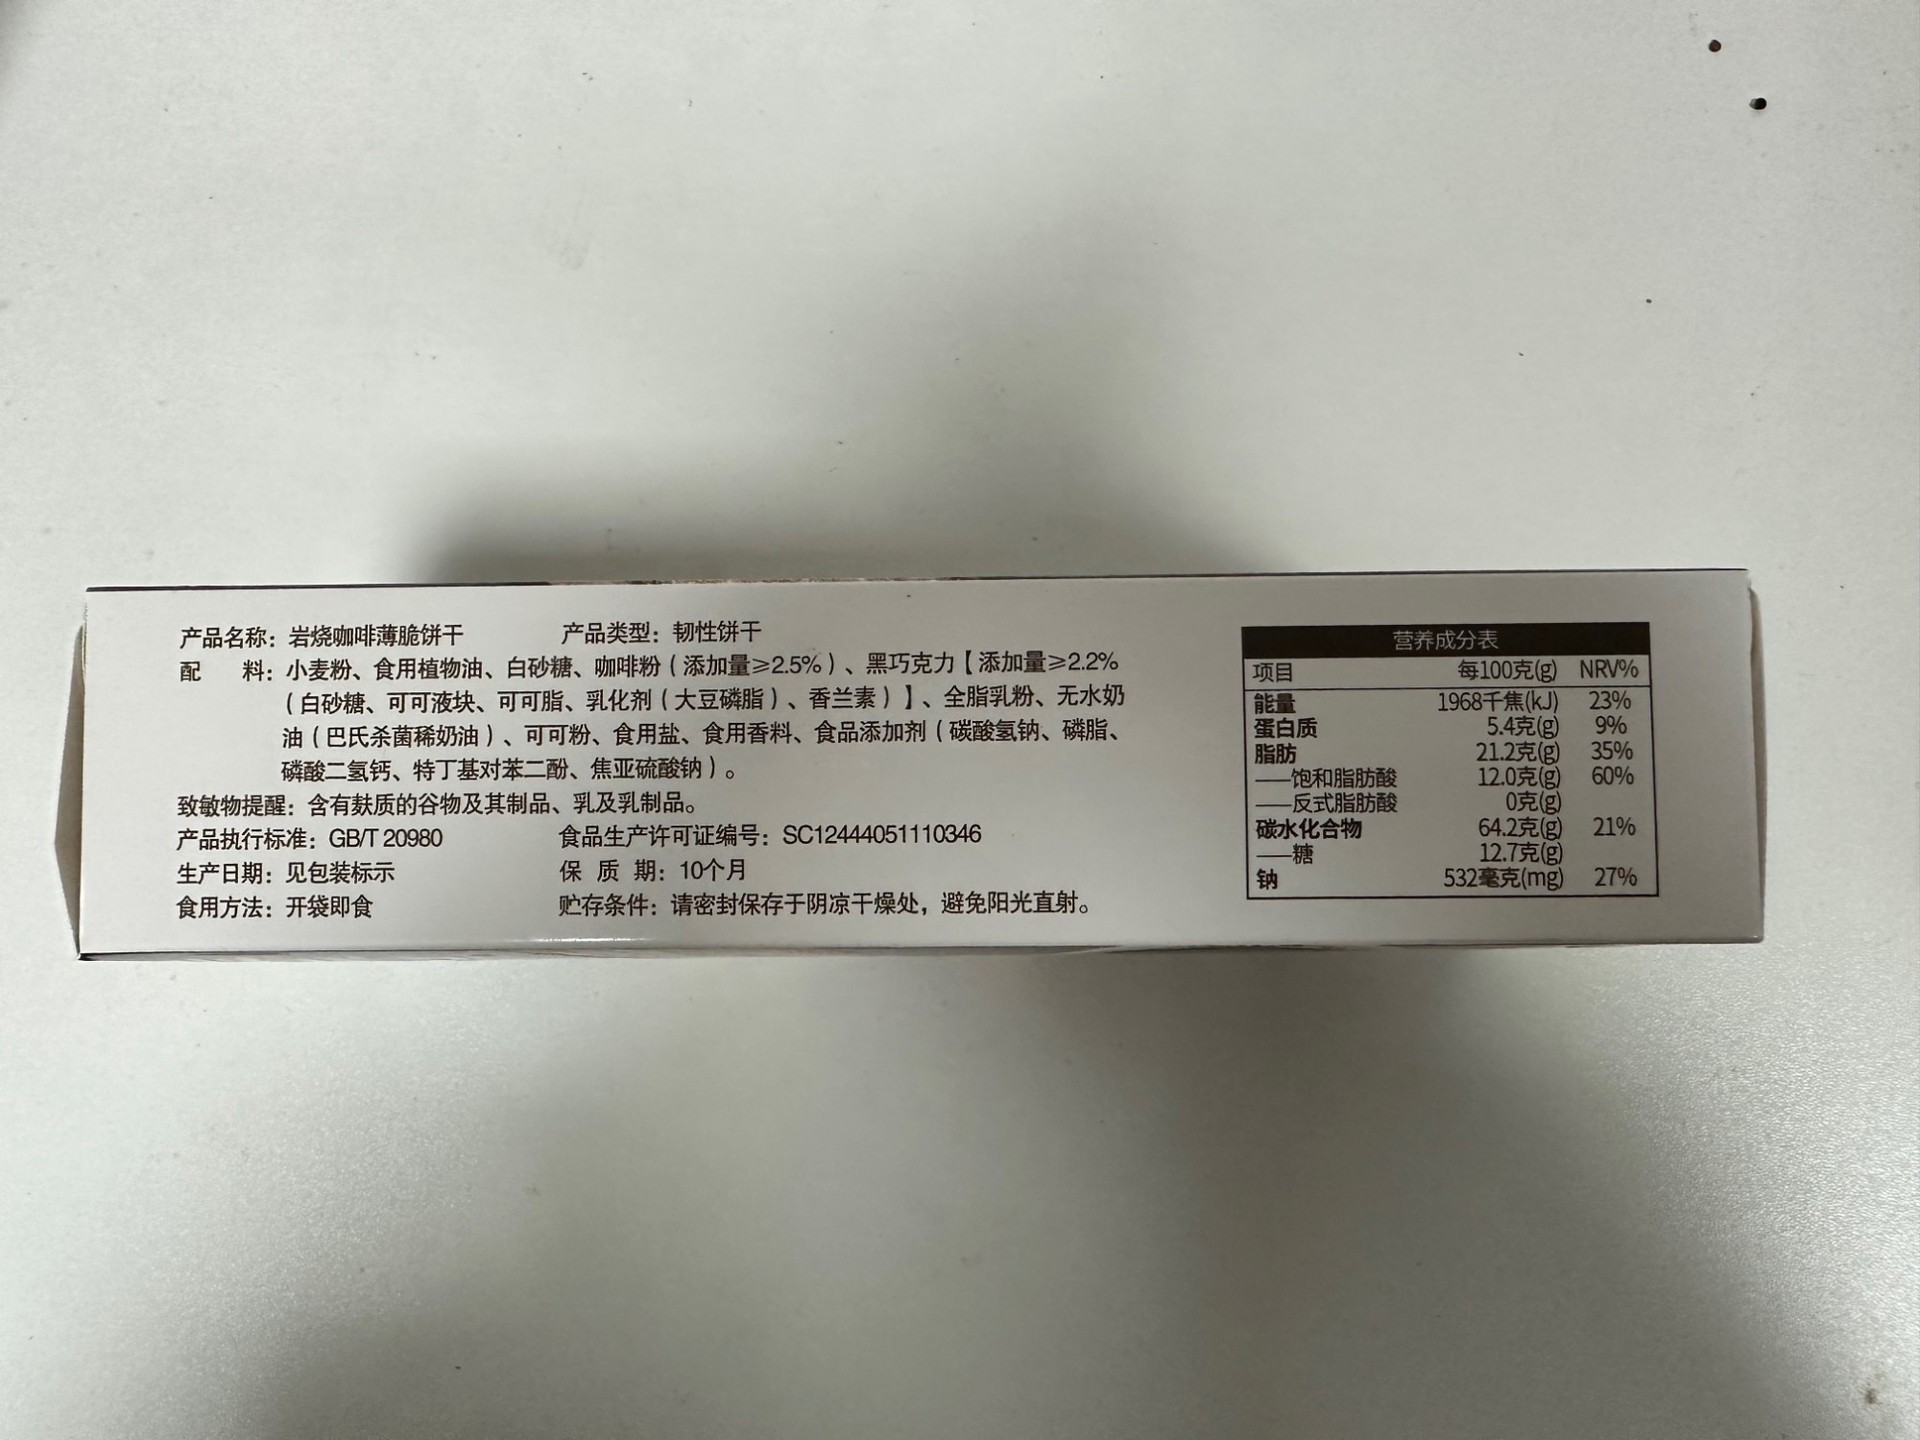 产品名称：岩烧咖啡薄脆饼干 产品类型：韧性饼干
配 料：小麦粉、食用植物油、白砂糖、咖啡粉（添加量≥2.5%）、黑巧克力【添加量≥2.2%
（白砂糖、可可液块、可可脂、乳化剂（大豆磷脂）、香兰素）】、全脂乳粉、无水奶
油（巴氏杀菌稀奶油）、可可粉、食用盐、食用香料、食品添加剂（碳酸氢钠、磷脂、
磷酸二氢钙、特丁基对苯二酚、焦亚硫酸钠）。
致敏物提醒：含有麸质的谷物及其制品、乳及乳制品。
产品执行标准：GB/T 20980 食品生产许可证编号：SC12444051110346
生产日期：见包装标示 保 质 期：10个月
食用方法：开袋即食 贮存条件：请密封保存于阴凉干燥处，避免阳光直射。
营养成分表
项目 每100克(g) NRV%
能量 1968千焦(kJ) 23%
蛋白质 5.4克(g) 9%
脂肪 21.2克(g) 35%
——饱和脂肪酸 12.0克(g) 60%
——反式脂肪酸 0克(g)
碳水化合物 64.2克(g) 21%
——糖 12.7克(g)
钠 532毫克(mg) 27%